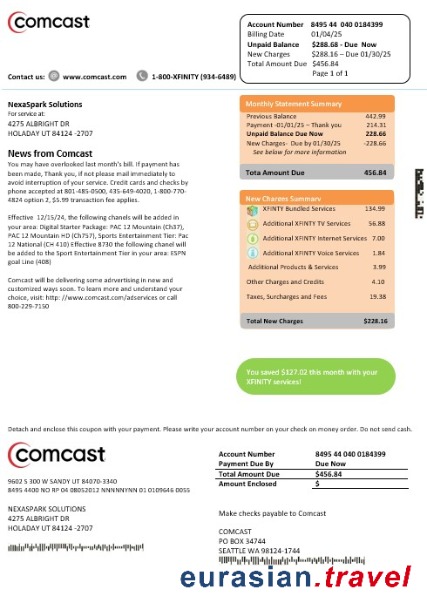 comcast
Account Number 8495 44 040 0184399
Billing Date 01/04/25
Unpaid Balance $288.68 - Due Now
New Charges $288.16 – Due 01/30/25
Total Amount Due $456.84
Page 1 of 1
Contact us: www.comcast.com 1-800-XFINITY (934-6489)
NexaSpark Solutions
For service at:
4275 ALBRIGHT DR
HOLADAY UT 84124 -2707
News from Comcast
You may have overlooked last month's bill. If payment has
been made, Thank you, if not please mail immediately to
avoid interruption of your service. Credit cards and checks by
phone accepted at 801-485-0500, 435-649-4020, 1-800-770-
4824 option 2, $5.99 transaction fee applies.
Effective 12/15/24, the following chanels will be added in
your area: Digital Starter Package: PAC 12 Mountain (Ch37),
PAC 12 Mountain HD (Ch757), Sports Entertainment Tier: Pac
12 National (CH 410) Effective 8730 the following chanel will
be added to the Sport Entertainment Tier in your area: ESPN
goal Line (408)
Comcast will be delivering some advertising in new and
customized ways soon. To learn more and understand your
choice, visit: http: //www.comcast.com/adservices or call
800-229-7150
Monthly Statement Summary
Previous Balance 442.99
Payment -01/01/25 – Thank you 214.31
Unpaid Balance Due Now 228.66
New Charges- Due by 01/30/25 -228.66
See below for more information
Tota Amount Due 456.84
New Charges Summary
XFINITY Bundled Services 134.99
Additional XFINITY TV Services 56.88
Additional XFINITY Internet Services 7.00
Additional XFINITY Voice Services 1.84
Additional Products & Services 3.99
Other Charges and Credits 4.10
Taxes, Surcharges and Fees 19.38
Total New Charges $228.16
You saved $127.02 this month with your
XFINITY services!
Detach and enclose this coupon with your payment. Please write your account number on your check on money order. Do not send cash.
comcast
9602 S 300 W SANDY UT 84070-3340
8495 4400 NO RP 04 08052012 NNNNNYNN 01 0109646 0055
NEXASPARK SOLUTIONS
4275 ALBRIGHT DR
HOLADAY UT 84124 -2707
Account Number 8495 44 040 0184399
Payment Due By Due Now
Total Amount Due $456.84
Amount Enclosed $
Make checks payable to Comcast
COMCAST
PO BOX 34744
SEATTLE WA 98124-1744
eurasian.travel